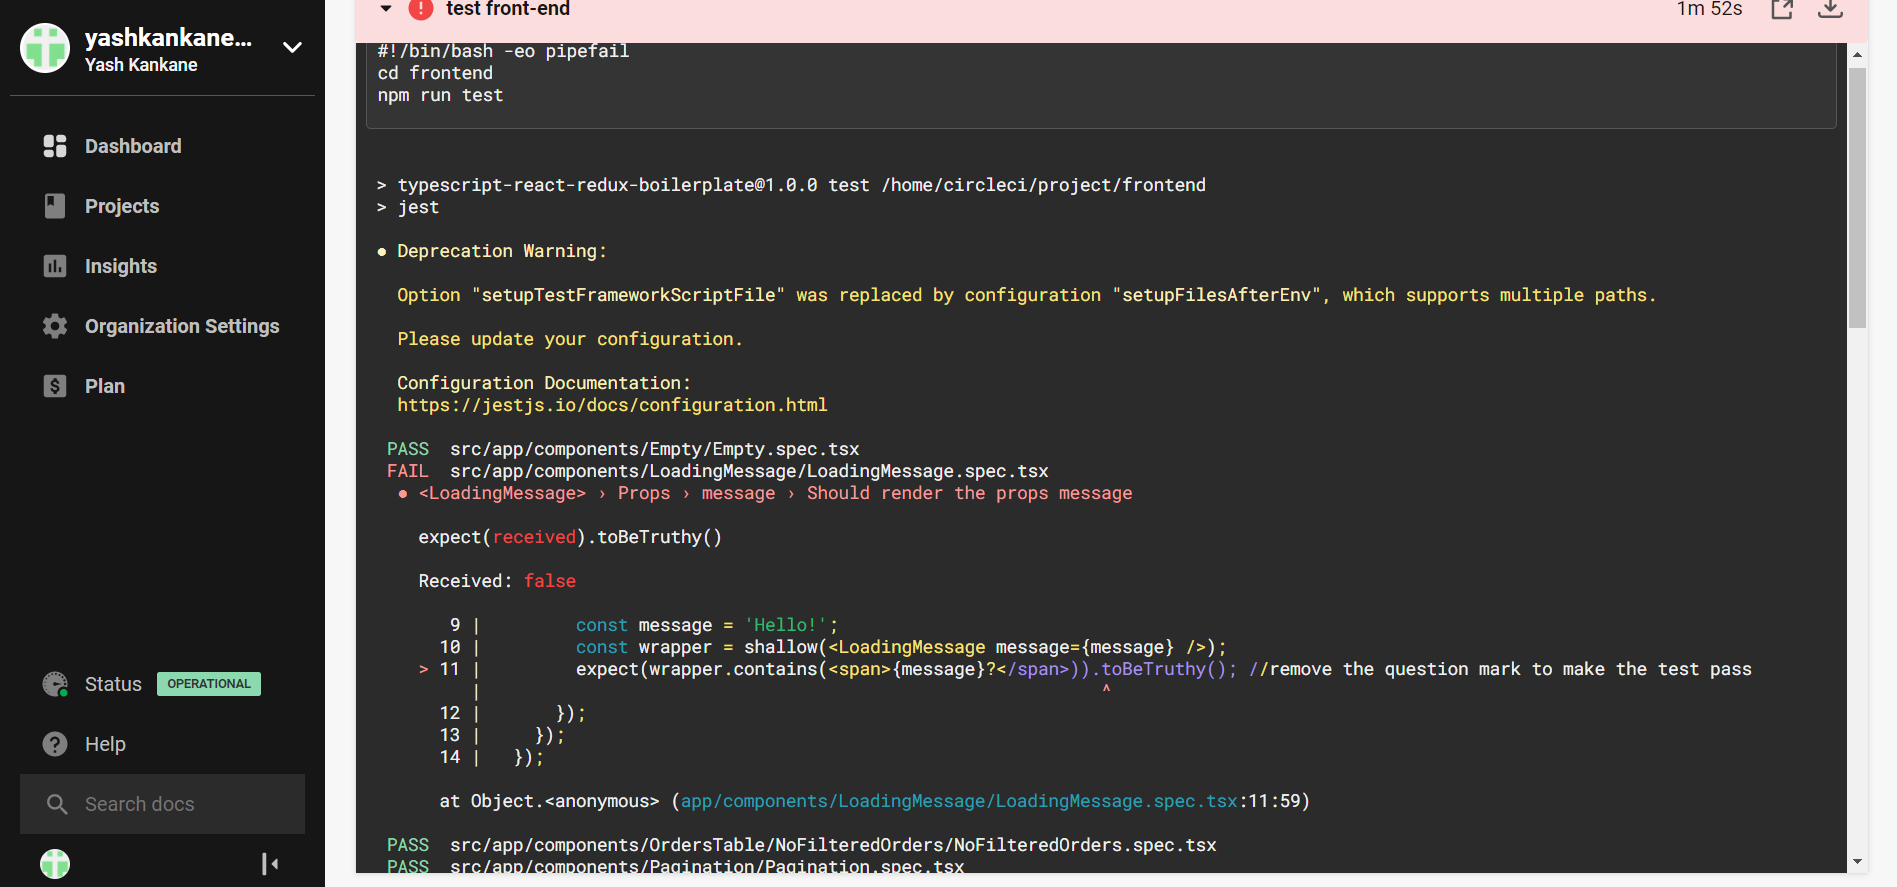 yashkankane...
Yash Kankane
Dashboard
Projects
Insights
Organization Settings
Plan
Status OPERATIONAL
Help
Search docs
test front-end
1m 52s
#!/bin/bash -eo pipefail
cd frontend
npm run test
> typescript-react-redux-boilerplate@1.0.0 test /home/circleci/project/frontend
> jest
● Deprecation Warning:
Option "setupTestFrameworkScriptFile" was replaced by configuration "setupFilesAfterEnv", which supports multiple paths.
Please update your configuration.
Configuration Documentation:
https://jestjs.io/docs/configuration.html
PASS src/app/components/Empty/Empty.spec.tsx
FAIL src/app/components/LoadingMessage/LoadingMessage.spec.tsx
● <LoadingMessage> › Props › message › Should render the props message
expect(received).toBeTruthy()
Received: false
9 | const message = 'Hello!';
10 | const wrapper = shallow(<LoadingMessage message={message} />);
> 11 | expect(wrapper.contains(<span>{message}?</span>)).toBeTruthy(); //remove the question mark to make the test pass
| ^
12 | });
13 | });
14 | });
at Object.<anonymous> (app/components/LoadingMessage/LoadingMessage.spec.tsx:11:59)
PASS src/app/components/OrdersTable/NoFilteredOrders/NoFilteredOrders.spec.tsx
PASS src/app/components/Pagination/Pagination.spec.tsx